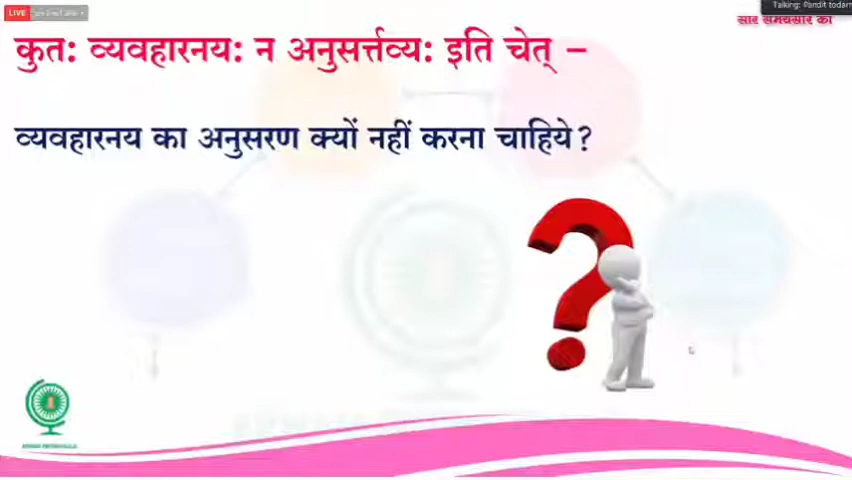 LIVE
Talking: Pandit todarm
सार समयसार का
कुत: व्यवहारनय: न अनुसर्त्तव्य: इति चेत् –
व्यवहारनय का अनुसरण क्यों नहीं करना चाहिये?